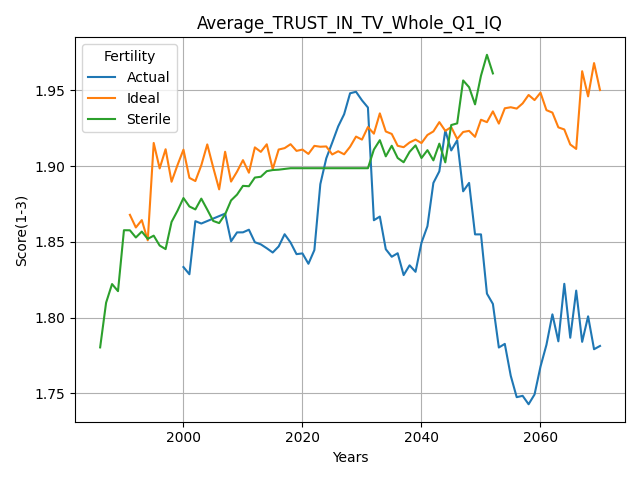 Average_TRUST_IN_TV_Whole_Q1_IQ
Fertility
Actual
Ideal
Sterile
Score(1-3)
1.95
1.90
1.85
1.80
1.75
2000 2020 2040 2060
Years